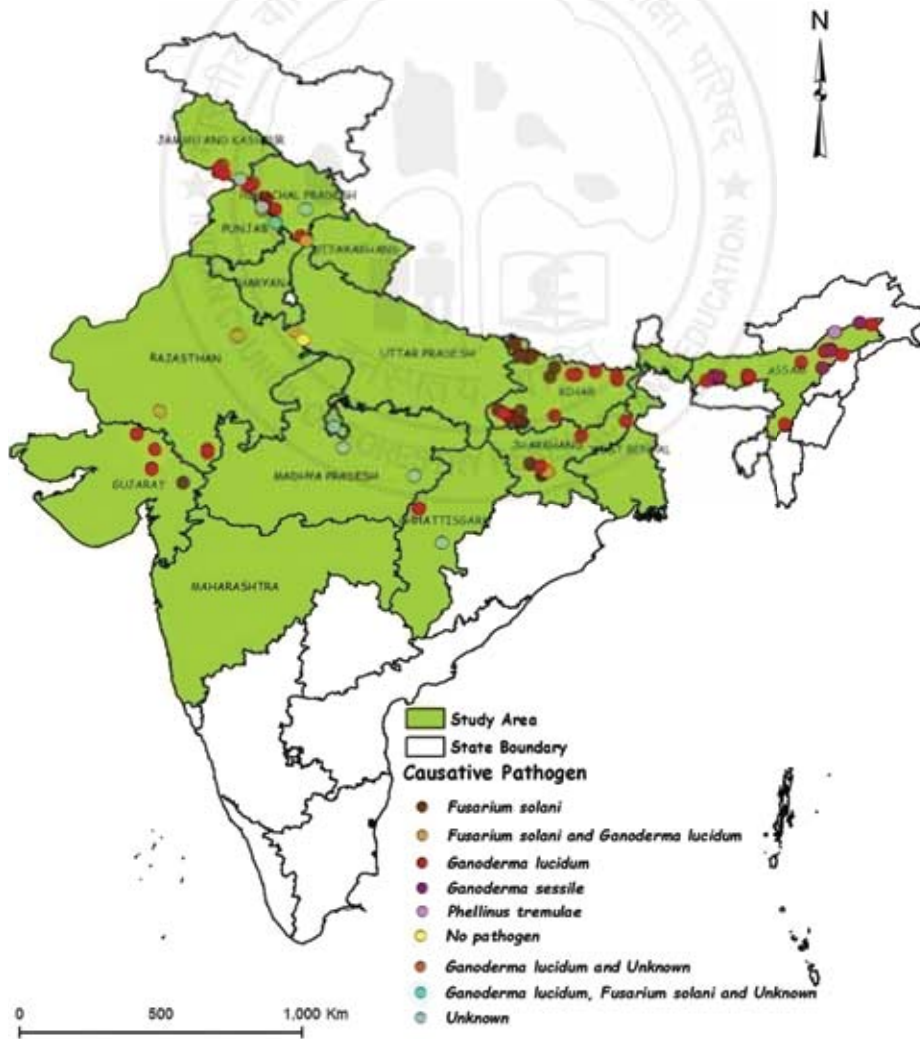 N
JAMMU AND KASHMIR
HIMACHAL PRADESH
PUNJAB
UTTARAKHAND
HARYANA
RAJASTHAN
UTTAR PRADESH
BIHAR
ASSAM
JHARKHAND
WEST BENGAL
GUJARAT
MADHYA PRADESH
CHHATTISGARH
MAHARASHTRA
Study Area
State Boundary
Causative Pathogen
Fusarium solani
Fusarium solani and Ganoderma lucidum
Ganoderma lucidum
Ganoderma sessile
Phellinus tremulae
No pathogen
Ganoderma lucidum and Unknown
Ganoderma lucidum, Fusarium solani and Unknown
Unknown
0 500 1,000 Km
परिषद
EDUCATION